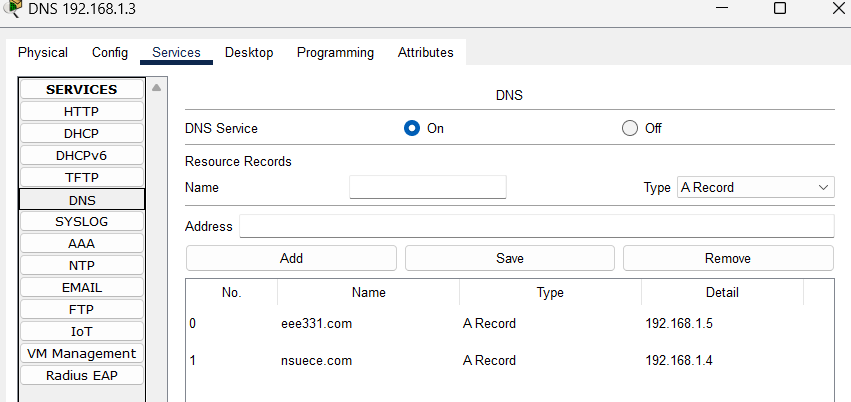 DNS 192.168.1.3
Physical Config Services Desktop Programming Attributes
SERVICES
HTTP
DHCP
DHCPv6
TFTP
DNS
SYSLOG
AAA
NTP
EMAIL
FTP
IoT
VM Management
Radius EAP
DNS
DNS Service On Off
Resource Records
Name Type A Record
Address
Add Save Remove
No. Name Type Detail
0 eee331.com A Record 192.168.1.5
1 nsuece.com A Record 192.168.1.4